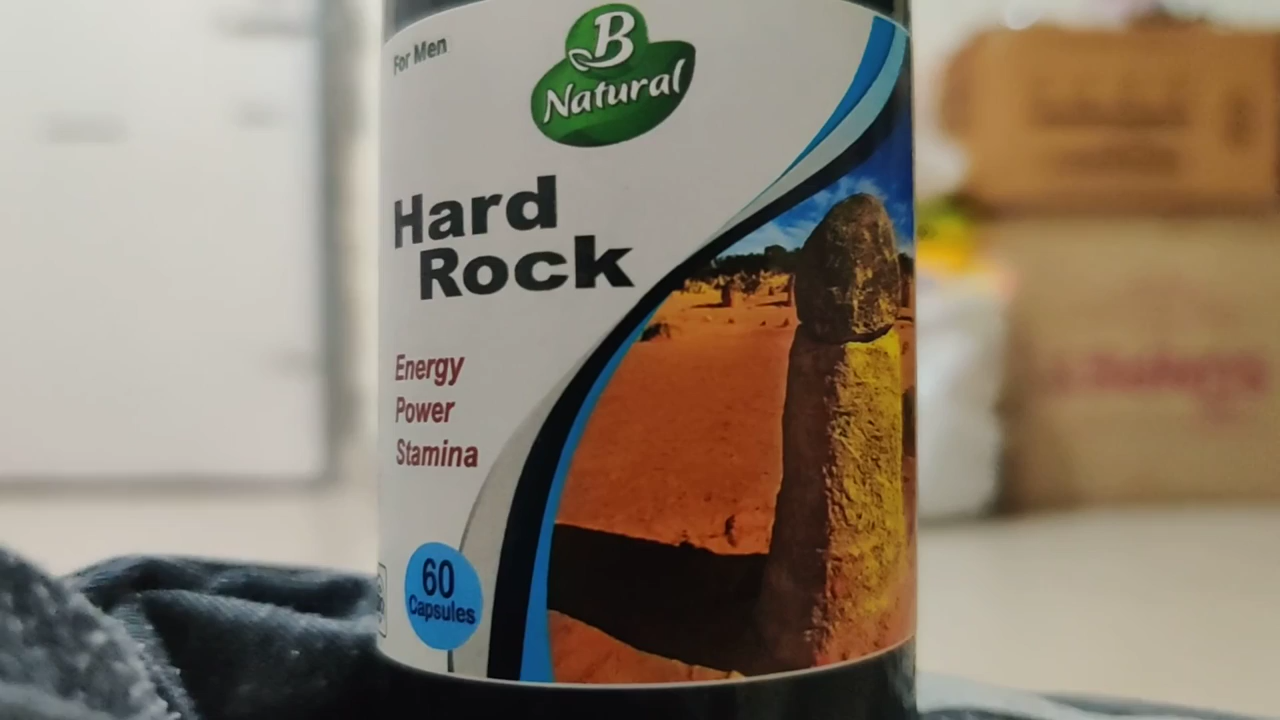 For Men
B
Natural
Hard
Rock
Energy
Power
Stamina
60
Capsules